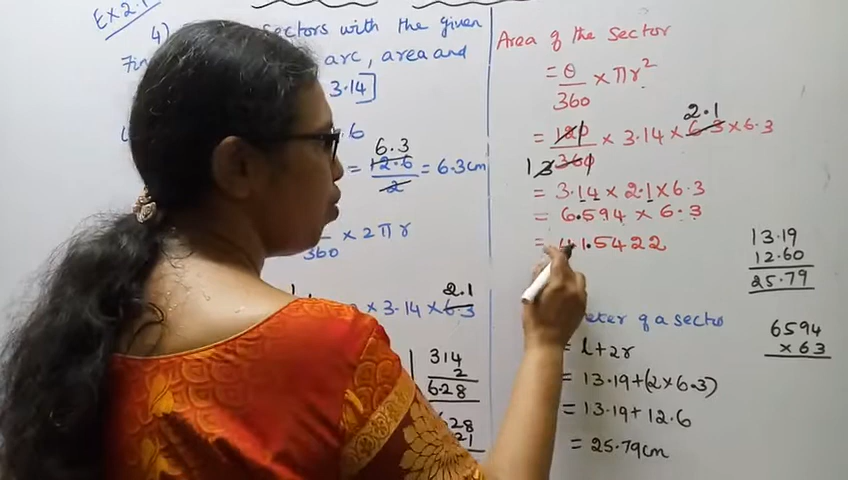 Ex 2.1
4) sectors with the given
Fin arc, area and
3.14]
.6
6.3
= 12.6 = 6.3cm
2
× 2πr
360
× 3.14 × 6.3
2.1
314
2
628
Area of the sector
= θ × πr²
360
2.1
= 120 × 3.14 × 6.3 × 6.3
1 3 360
= 3.14 × 2.1 × 6.3
= 6.594 × 6.3
= 41.5422
13.19
12.60
25.79
6594
× 63
eter of a sector
= l + 2r
= 13.19 + (2 × 6.3)
= 13.19 + 12.6
= 25.79cm